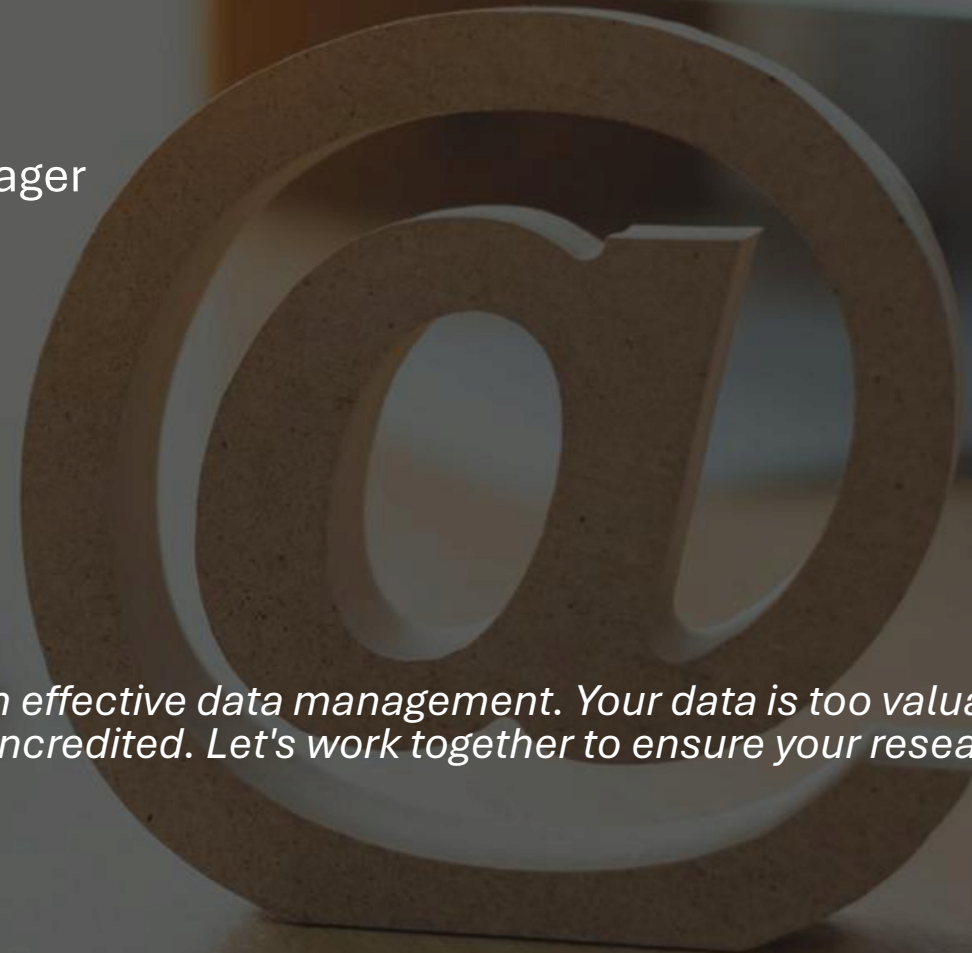 ager
n effective data management. Your data is too valua
ncredited. Let's work together to ensure your resea